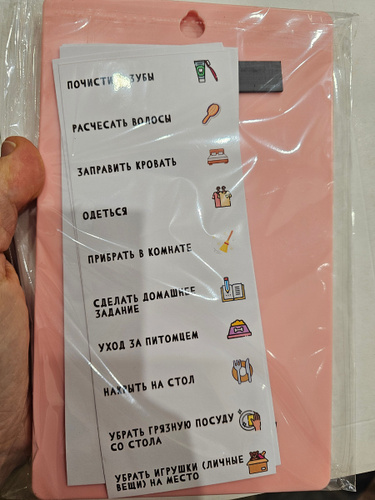 ПОЧИСТИТЬ ЗУБЫ
РАСЧЕСАТЬ ВОЛОСЫ
ЗАПРАВИТЬ КРОВАТЬ
ОДЕТЬСЯ
ПРИБРАТЬ В КОМНАТЕ
СДЕЛАТЬ ДОМАШНЕЕ
ЗАДАНИЕ
УХОД ЗА ПИТОМЦЕМ
НАКРЫТЬ НА СТОЛ
УБРАТЬ ГРЯЗНУЮ ПОСУДУ
СО СТОЛА
УБРАТЬ ИГРУШКИ (ЛИЧНЫЕ
ВЕЩИ) НА МЕСТО